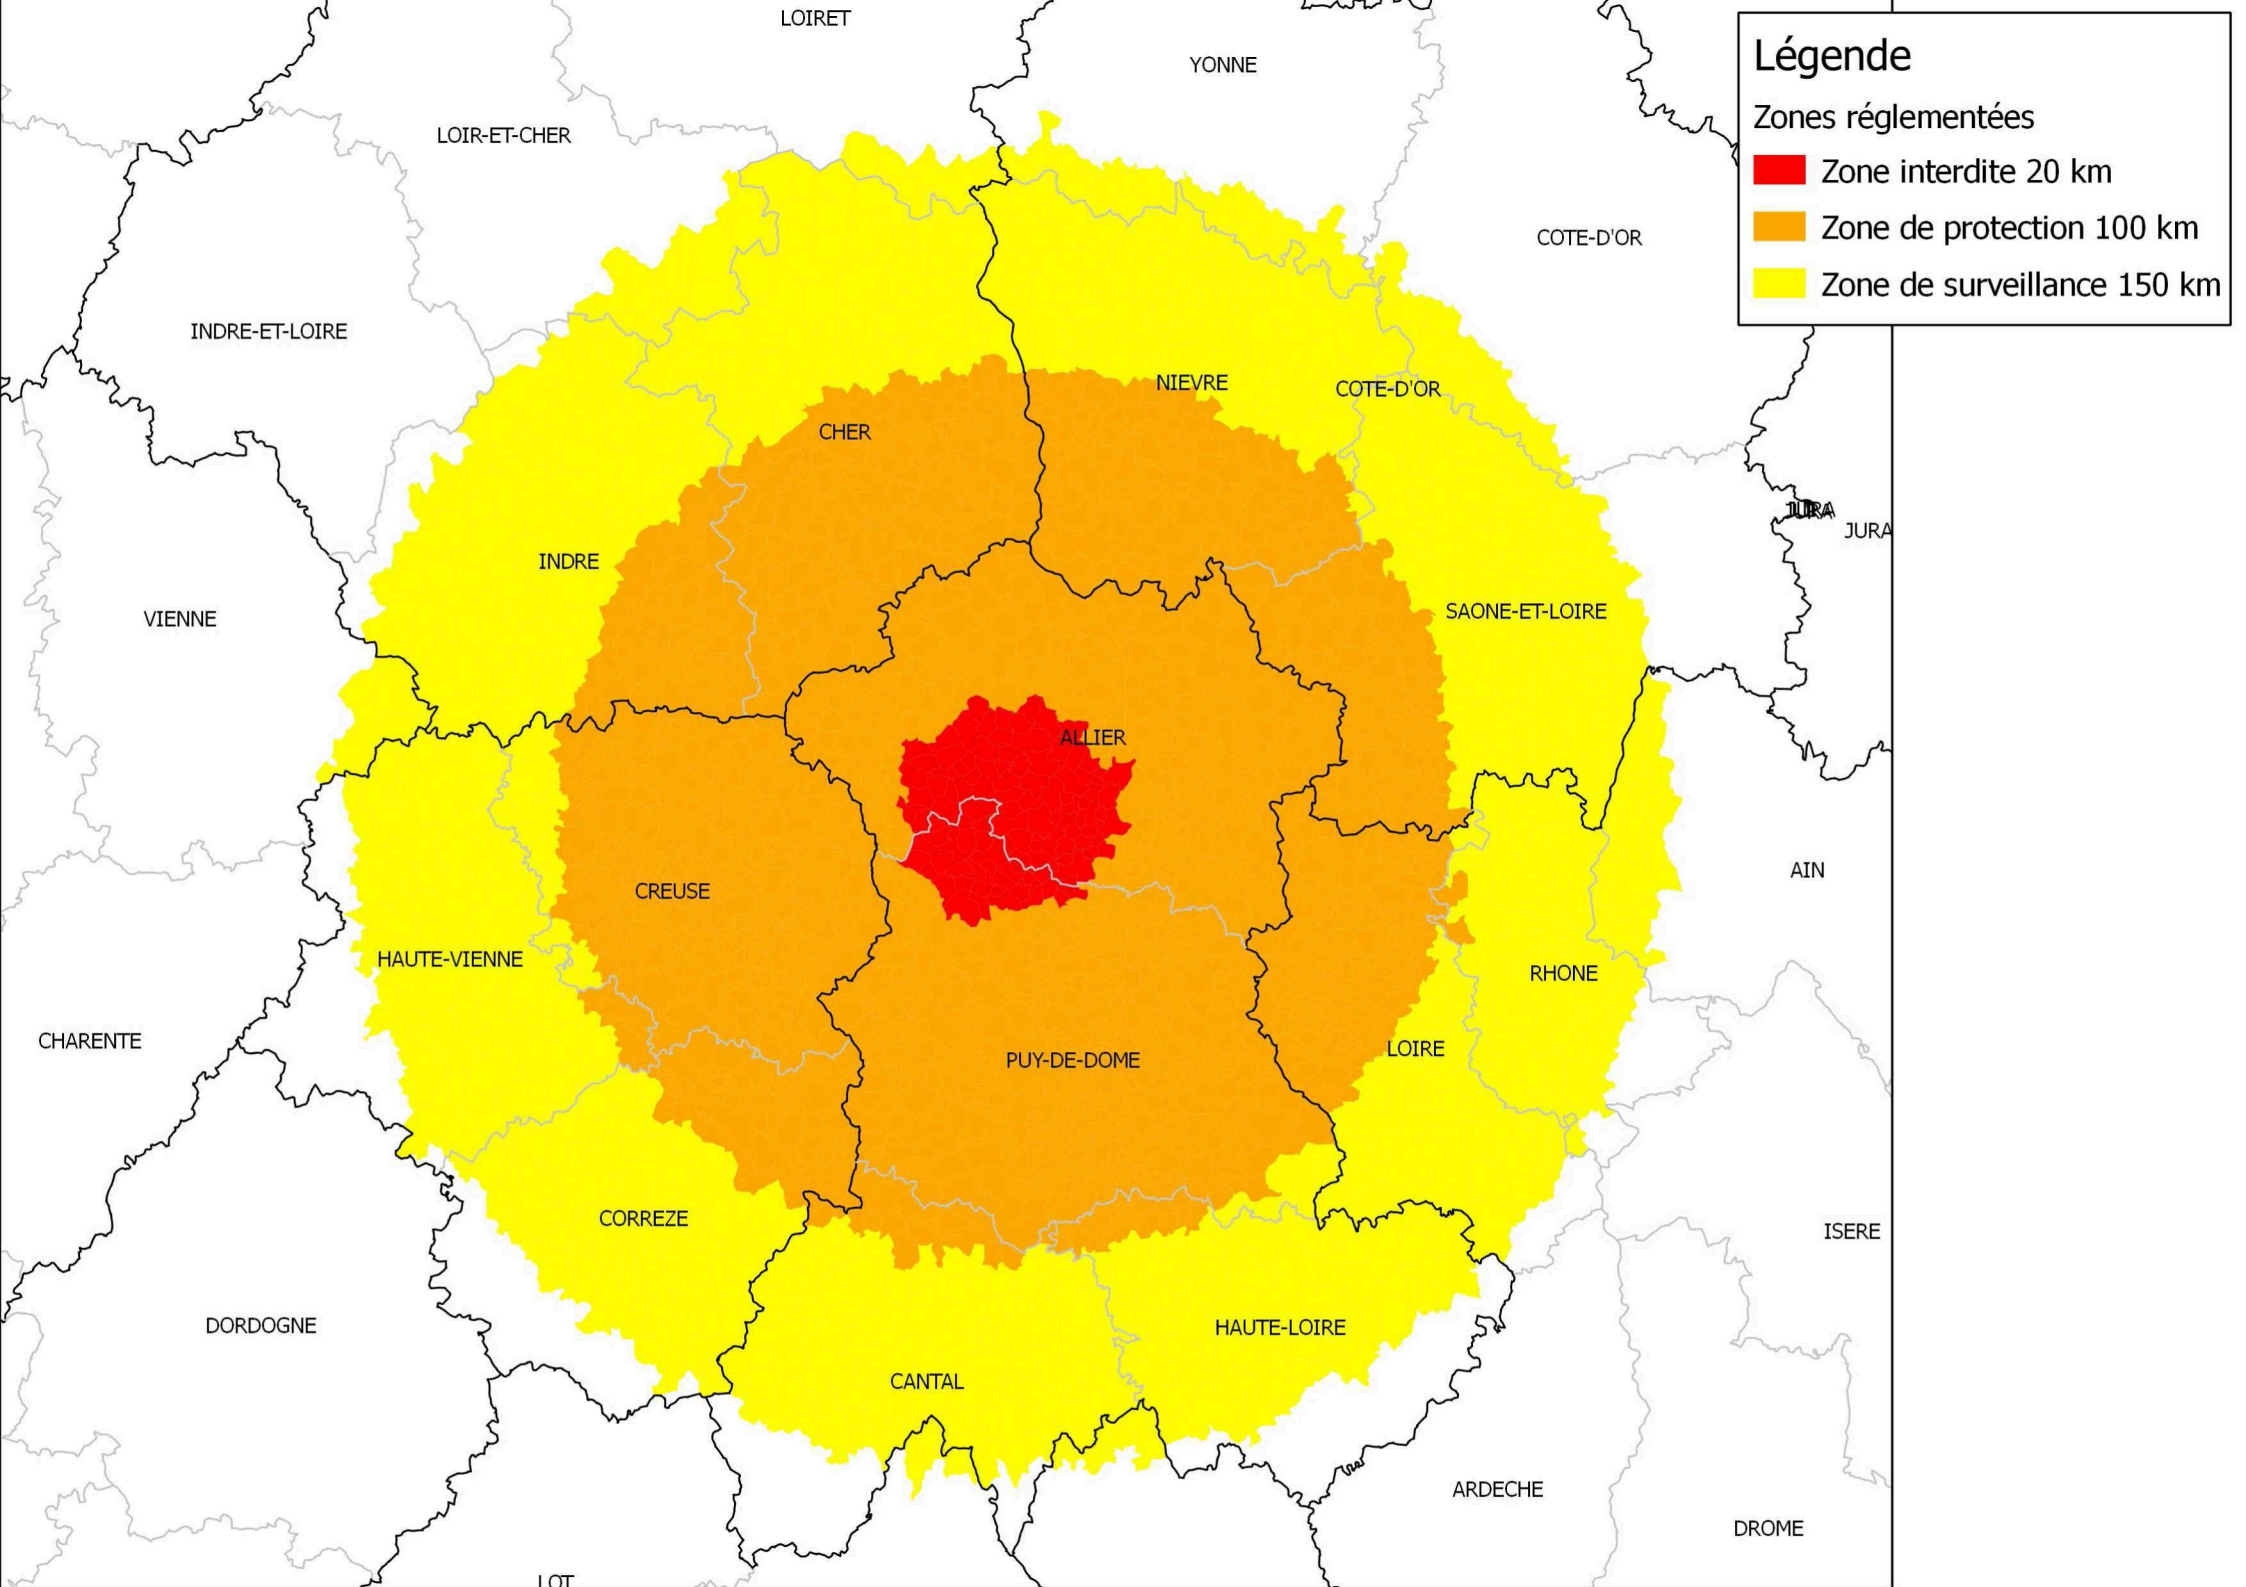 LOIRET
YONNE
LOIR-ET-CHER
COTE-D'OR
INDRE-ET-LOIRE
NIEVRE
COTE-D'OR
CHER
JURA
JURA
INDRE
SAONE-ET-LOIRE
VIENNE
ALLIER
AIN
CREUSE
HAUTE-VIENNE
RHONE
CHARENTE
LOIRE
PUY-DE-DOME
CORREZE
ISERE
DORDOGNE
HAUTE-LOIRE
CANTAL
ARDECHE
DROME
LOT
Légende
Zones réglementées
Zone interdite 20 km
Zone de protection 100 km
Zone de surveillance 150 km